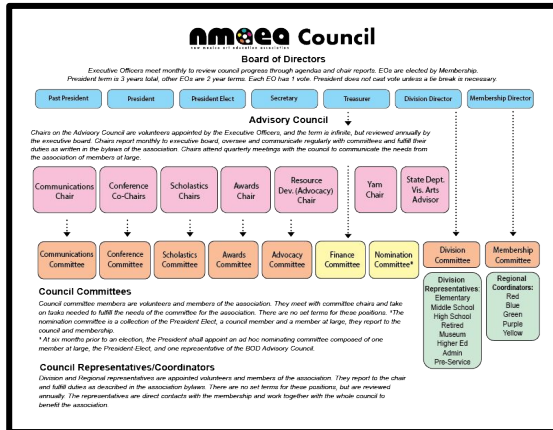 nmaea Council
new mexico art education association
Board of Directors
Executive Officers meet monthly to review council progress through agendas and chair reports. EOs are elected by Membership.
President term is 3 years total, other EOs are 2 year terms. Each EO has 1 vote. President does not cast vote unless a tie break is necessary.
Past President
President
President Elect
Secretary
Treasurer
Division Director
Membership Director
Advisory Council
Chairs on the Advisory Council are volunteers appointed by the Executive Officers, and the term is infinite, but reviewed annually by
the executive board. Chairs report monthly to executive board, oversee and communicate regularly with committees and fulfill their
duties as written in the bylaws of the association. Chairs attend quarterly meetings with the council to communicate the needs from
the association of members at large.
Communications
Chair
Conference
Co-Chairs
Scholastics
Chairs
Awards
Chair
Resource
Dev. (Advocacy)
Chair
Yam
Chair
State Dept.
Vis. Arts
Advisor
Communications
Committee
Conference
Committee
Scholastics
Committee
Awards
Committee
Advocacy
Committee
Finance
Committee
Nomination
Committee*
Division
Committee
Membership
Committee
Division
Representatives:
Elementary
Middle School
High School
Retired
Museum
Higher Ed
Admin
Pre-Service
Regional
Coordinators:
Red
Blue
Green
Purple
Yellow
Council Committees
Council committee members are volunteers and members of the association. They meet with committee chairs and take
on tasks needed to fulfill the needs of the committee for the association. There are no set terms for these positions. *The
nomination committee is a collection of the President Elect, a council member and a member at large, they report to the
council and membership.
* At six months prior to an election, the President shall appoint an ad hoc nominating committee composed of one
member at large, the President-Elect, and one representative of the BOD Advisory Council.
Council Representatives/Coordinators
Division and Regional representatives are appointed volunteers and members of the association. They report to the chair
and fulfill duties as described in the association bylaws. There are no set terms for these positions, but are reviewed
annually. The representatives are direct contacts with the membership and work together with the whole council to
benefit the association.